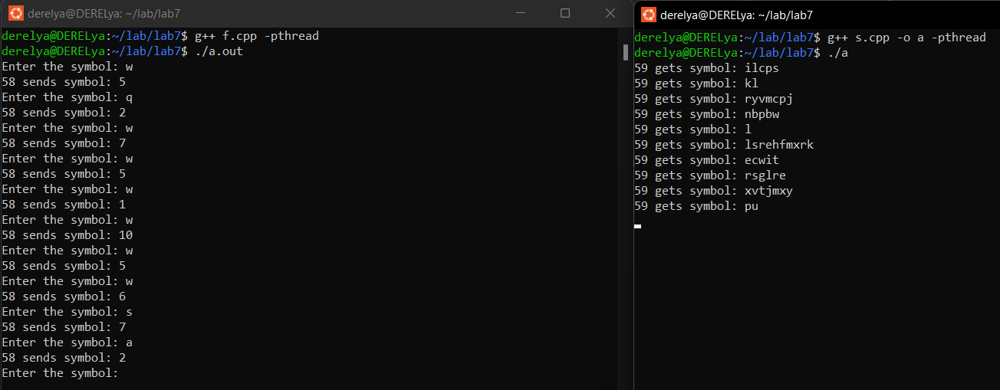 derelya@DERELya: ~/lab/lab7
derelya@DERELya:~/lab/lab7$ g++ f.cpp -pthread
derelya@DERELya:~/lab/lab7$ ./a.out
Enter the symbol: w
58 sends symbol: 5
Enter the symbol: q
58 sends symbol: 2
Enter the symbol: w
58 sends symbol: 7
Enter the symbol: w
58 sends symbol: 5
Enter the symbol: w
58 sends symbol: 1
Enter the symbol: w
58 sends symbol: 10
Enter the symbol: w
58 sends symbol: 5
Enter the symbol: w
58 sends symbol: 6
Enter the symbol: s
58 sends symbol: 7
Enter the symbol: a
58 sends symbol: 2
Enter the symbol:
derelya@DERELya: ~/lab/lab7
derelya@DERELya:~/lab/lab7$ g++ s.cpp -o a -pthread
derelya@DERELya:~/lab/lab7$ ./a
59 gets symbol: ilcps
59 gets symbol: kl
59 gets symbol: ryvmcpj
59 gets symbol: nbpbw
59 gets symbol: l
59 gets symbol: lsrehfmxrk
59 gets symbol: ecwit
59 gets symbol: rsglre
59 gets symbol: xvtjmxy
59 gets symbol: pu